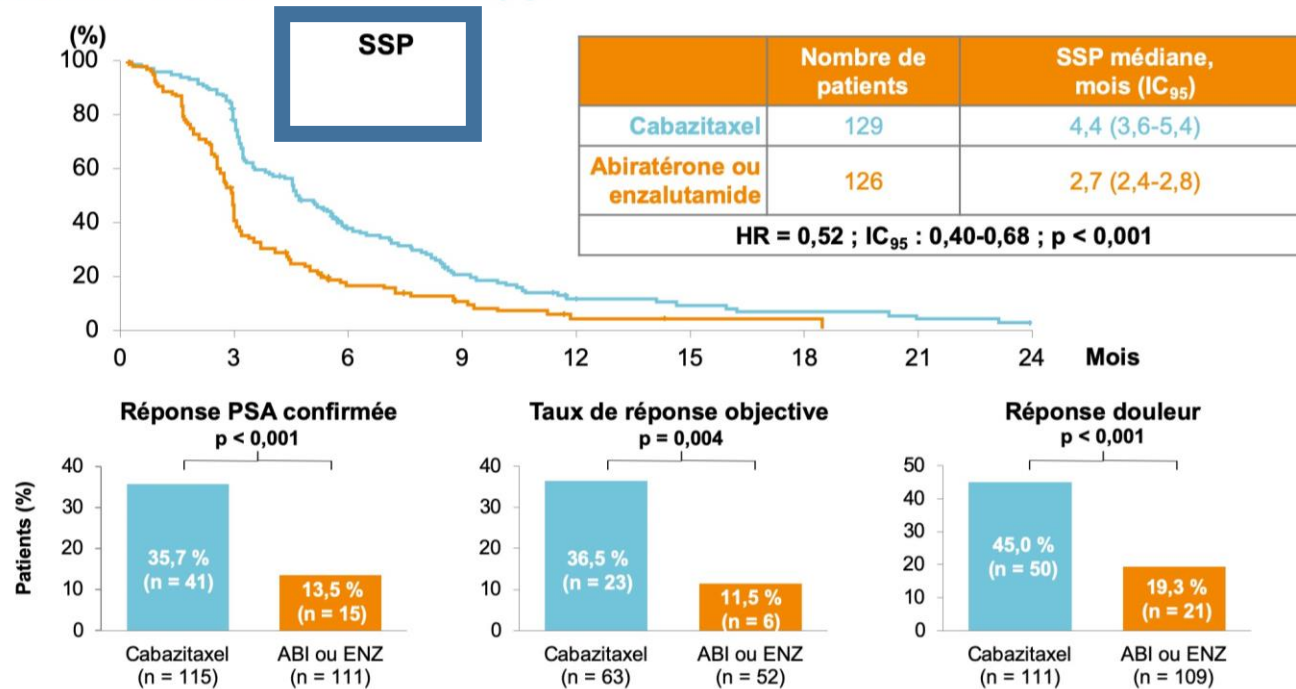 (%)
SSP
100
80
60
40
20
0
0 3 6 9 12 15 18 21 24 Mois
Nombre de patients
SSP médiane, mois (IC95)
Cabazitaxel 129 4,4 (3,6-5,4)
Abiratérone ou enzalutamide 126 2,7 (2,4-2,8)
HR = 0,52 ; IC95 : 0,40-0,68 ; p < 0,001
Réponse PSA confirmée
p < 0,001
Patients (%)
40
30
20
10
0
35,7 %
(n = 41)
13,5 %
(n = 15)
Cabazitaxel
(n = 115)
ABI ou ENZ
(n = 111)
Taux de réponse objective
p = 0,004
40
30
20
10
0
36,5 %
(n = 23)
11,5 %
(n = 6)
Cabazitaxel
(n = 63)
ABI ou ENZ
(n = 52)
Réponse douleur
p < 0,001
50
40
30
20
10
0
45,0 %
(n = 50)
19,3 %
(n = 21)
Cabazitaxel
(n = 111)
ABI ou ENZ
(n = 109)